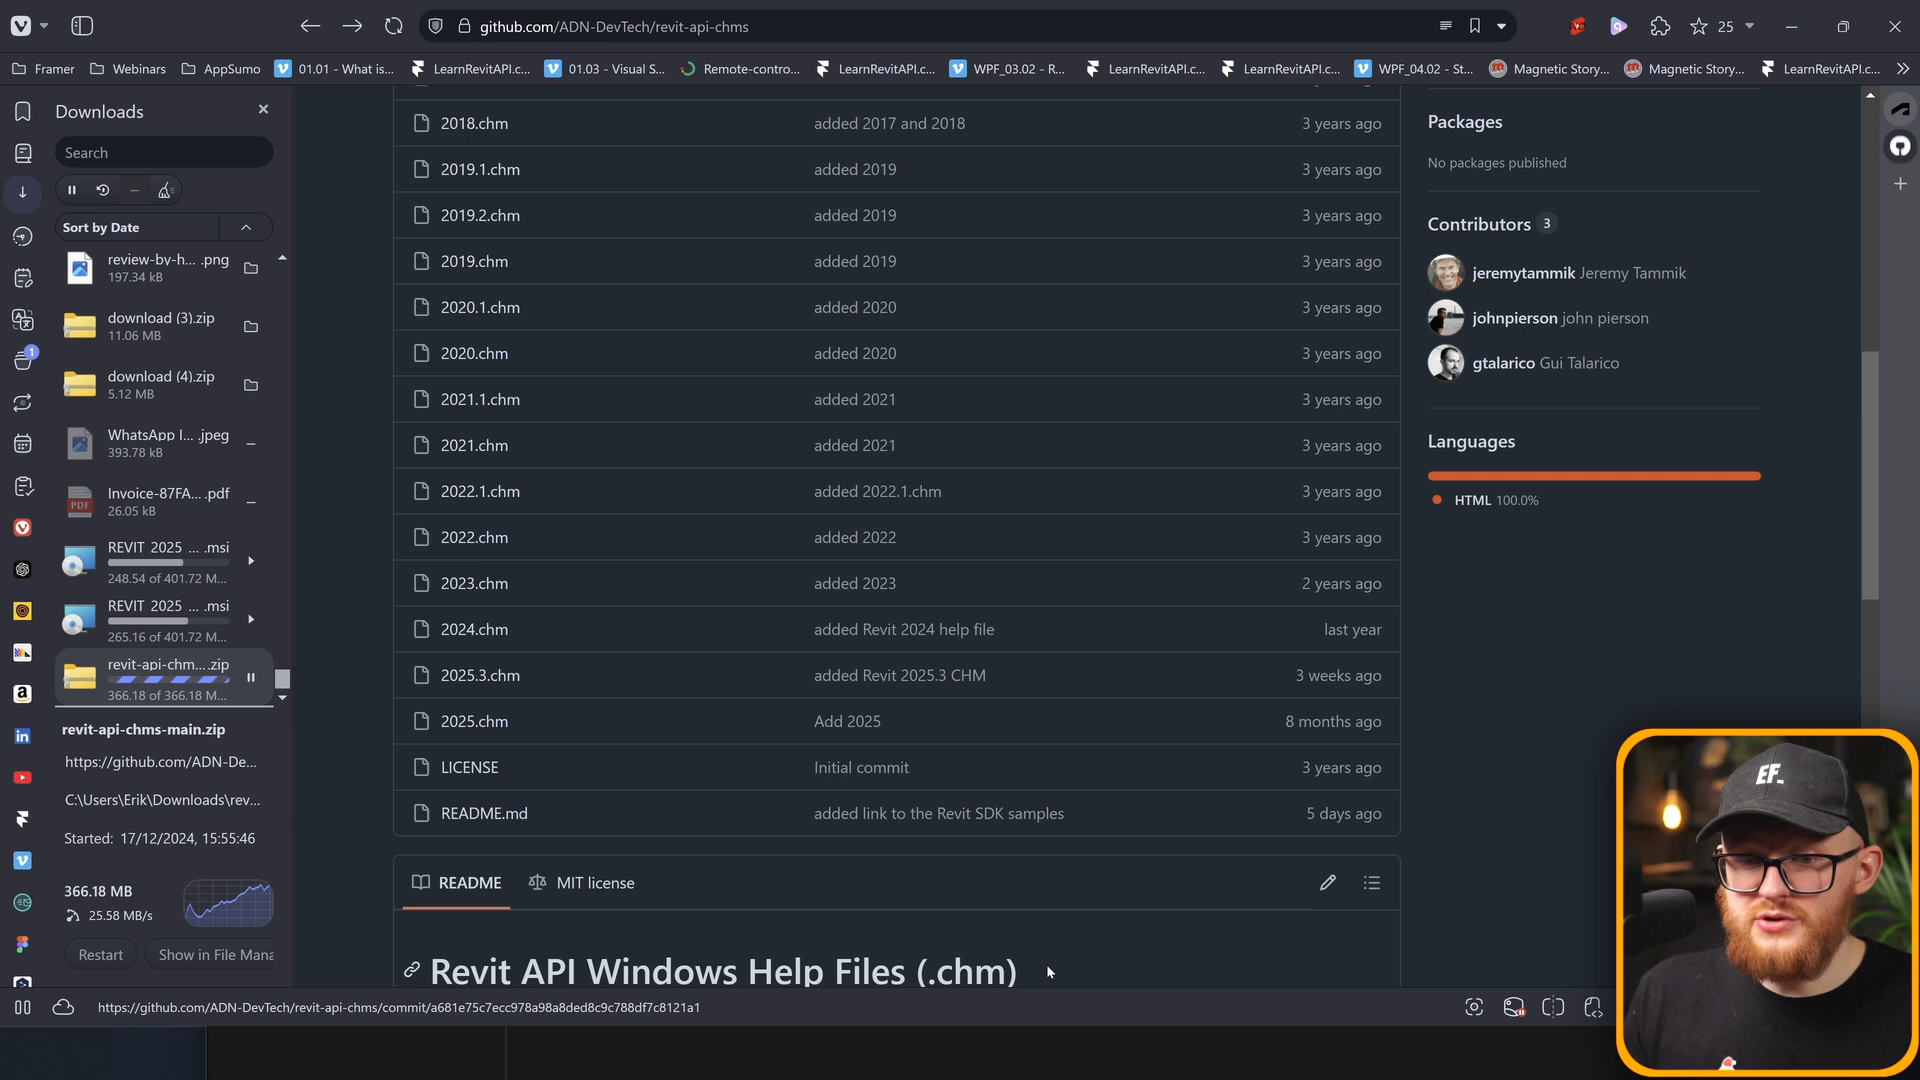 github.com/ADN-DevTech/revit-api-chms
25
Framer
Webinars
AppSumo
01.01 - What is...
LearnRevitAPI.c...
01.03 - Visual S...
Remote-contro...
LearnRevitAPI.c...
WPF_03.02 - R...
LearnRevitAPI.c...
LearnRevitAPI.c...
WPF_04.02 - St...
Magnetic Story...
Magnetic Story...
LearnRevitAPI.c...
Downloads
Search
Sort by Date
review-by-h... .png
197.34 kB
download (3).zip
11.06 MB
download (4).zip
5.12 MB
WhatsApp I... .jpeg
393.78 kB
Invoice-87FA... .pdf
26.05 kB
REVIT 2025 ... .msi
248.54 of 401.72 M...
REVIT 2025 ... .msi
265.16 of 401.72 M...
revit-api-chm... .zip
366.18 of 366.18 M...
revit-api-chms-main.zip
https://github.com/ADN-De...
C:\Users\Erik\Downloads\rev...
Started: 17/12/2024, 15:55:46
366.18 MB
25.58 MB/s
Restart
Show in File Mana
1
PDF
2018.chm added 2017 and 2018 3 years ago
2019.1.chm added 2019 3 years ago
2019.2.chm added 2019 3 years ago
2019.chm added 2019 3 years ago
2020.1.chm added 2020 3 years ago
2020.chm added 2020 3 years ago
2021.1.chm added 2021 3 years ago
2021.chm added 2021 3 years ago
2022.1.chm added 2022.1.chm 3 years ago
2022.chm added 2022 3 years ago
2023.chm added 2023 2 years ago
2024.chm added Revit 2024 help file last year
2025.3.chm added Revit 2025.3 CHM 3 weeks ago
2025.chm Add 2025 8 months ago
LICENSE Initial commit 3 years ago
README.md added link to the Revit SDK samples 5 days ago
README
MIT license
Revit API Windows Help Files (.chm)
Packages
No packages published
Contributors 3
jeremytammik Jeremy Tammik
johnpierson john pierson
gtalarico Gui Talarico
Languages
HTML 100.0%
EF_
https://github.com/ADN-DevTech/revit-api-chms/commit/a681e75c7ecc978a98a8ded8c9c788df7c8121a1